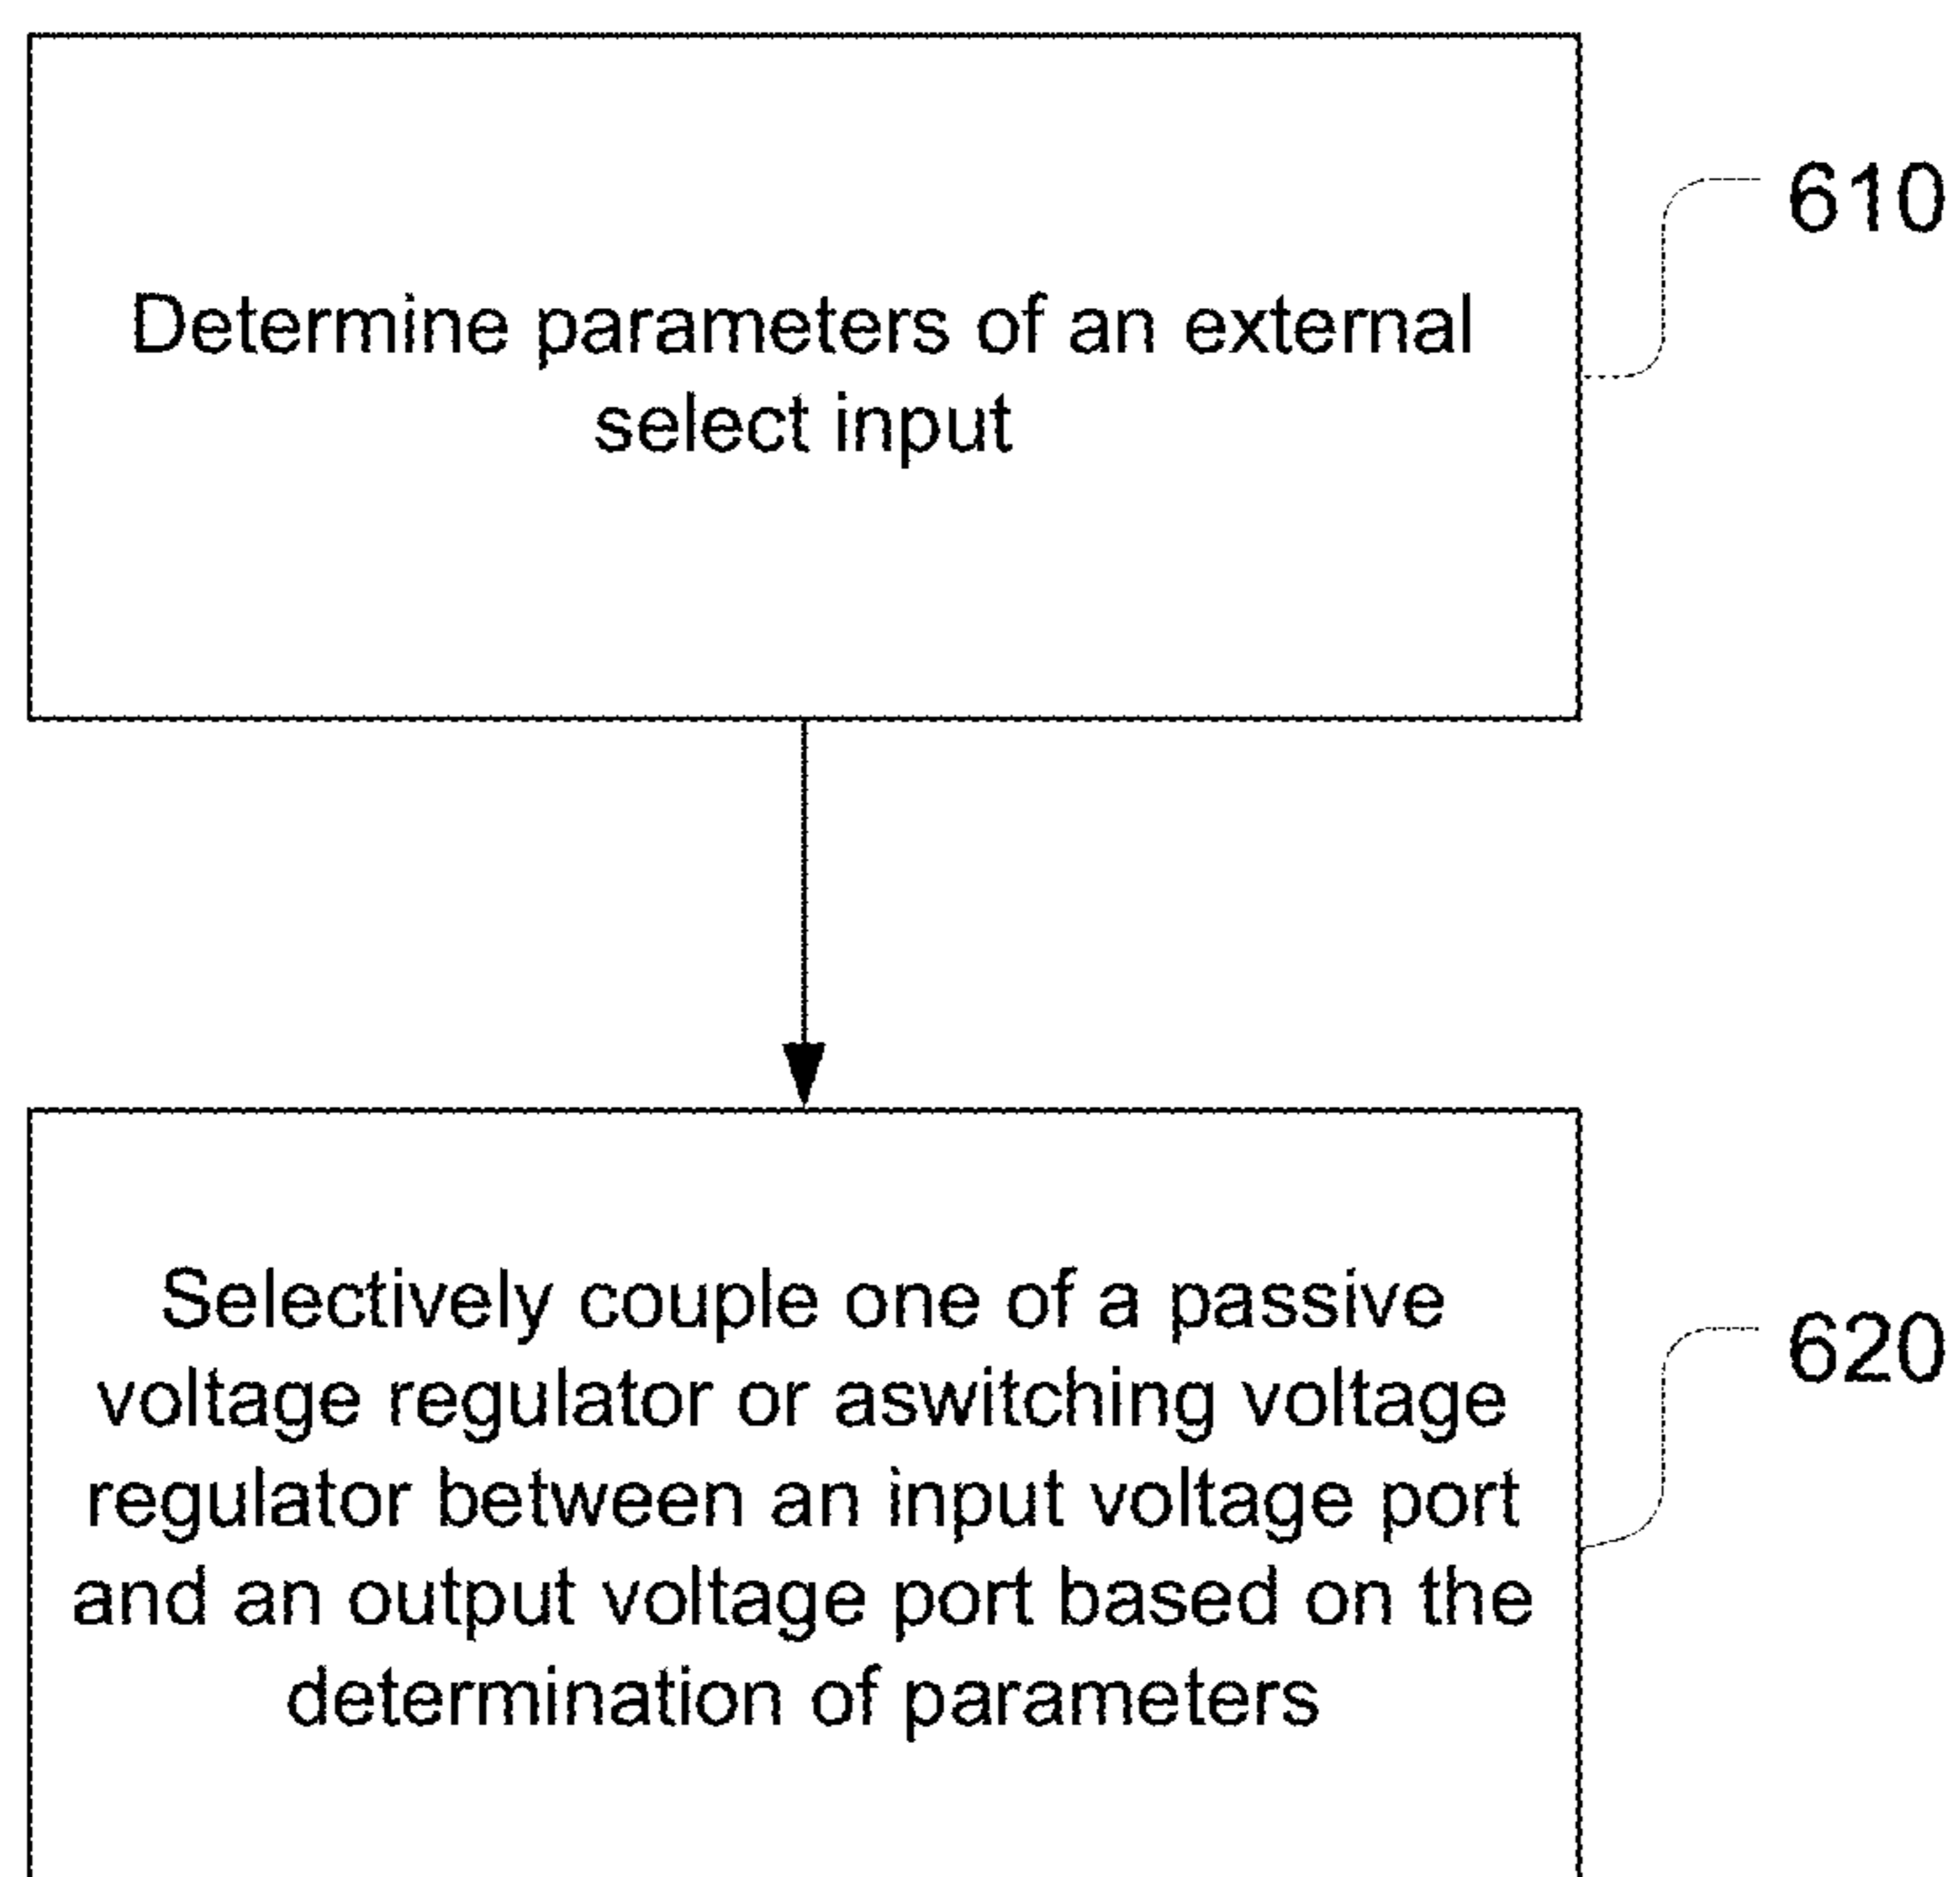 Determine parameters of an external
select input
610
Selectively couple one of a passive
voltage regulator or aswitching voltage
regulator between an input voltage port
and an output voltage port based on the
determination of parameters
620